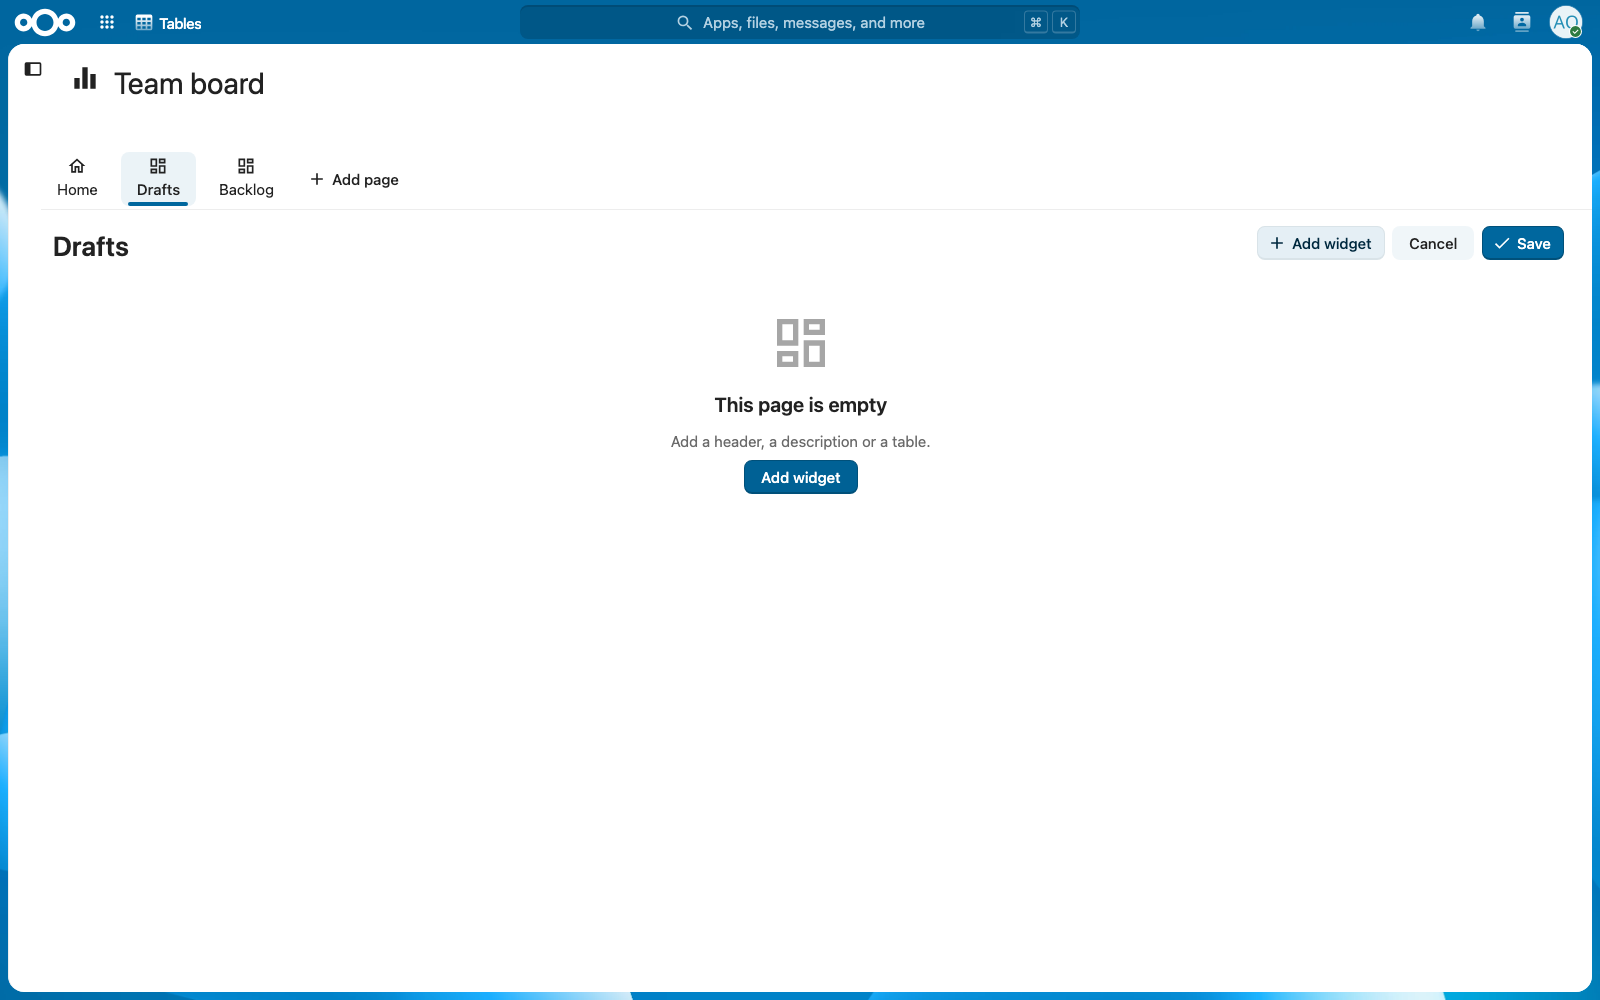 Tables
Apps, files, messages, and more
⌘ K
AO
Team board
Home
Drafts
Backlog
+ Add page
Drafts
+ Add widget
Cancel
Save
This page is empty
Add a header, a description or a table.
Add widget